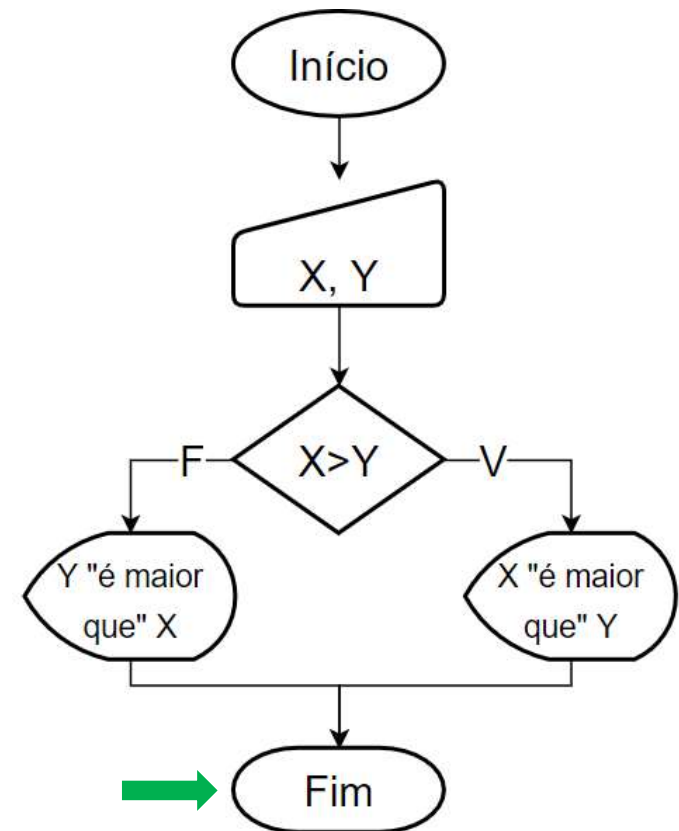 Início
X, Y
F
X>Y
V
Y "é maior
que" X
X "é maior
que" Y
Fim